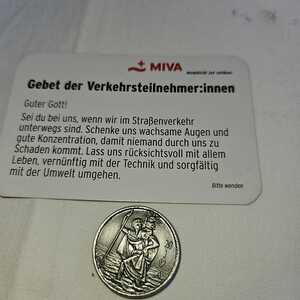 MIVA
Gebet der Verkehrsteilnehmer:innen
Guter Gott!
Sei du bei uns, wenn wir im Straßenverkehr
unterwegs sind. Schenke uns wachsame Augen und
gute Konzentration, damit niemand durch uns zu
Schaden kommt. Lass uns rücksichtsvoll mit allem
Leben, vernünftig mit der Technik und sorgfältig
mit der Umwelt umgehen.
Bitte wenden